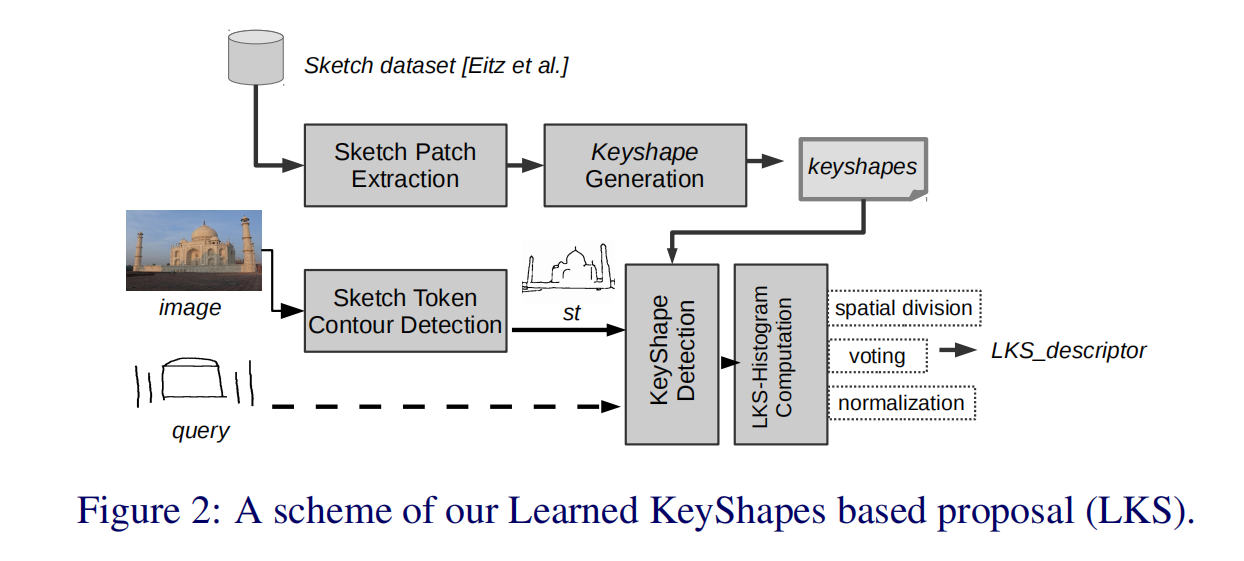 Sketch dataset [Eitz et al.]
Sketch Patch
Extraction
Keyshape
Generation
keyshapes
image
Sketch Token
Contour Detection
st
query
KeyShape
Detection
LKS-Histogram
Computation
spatial division
voting
normalization
LKS_descriptor
Figure 2: A scheme of our Learned KeyShapes based proposal (LKS).